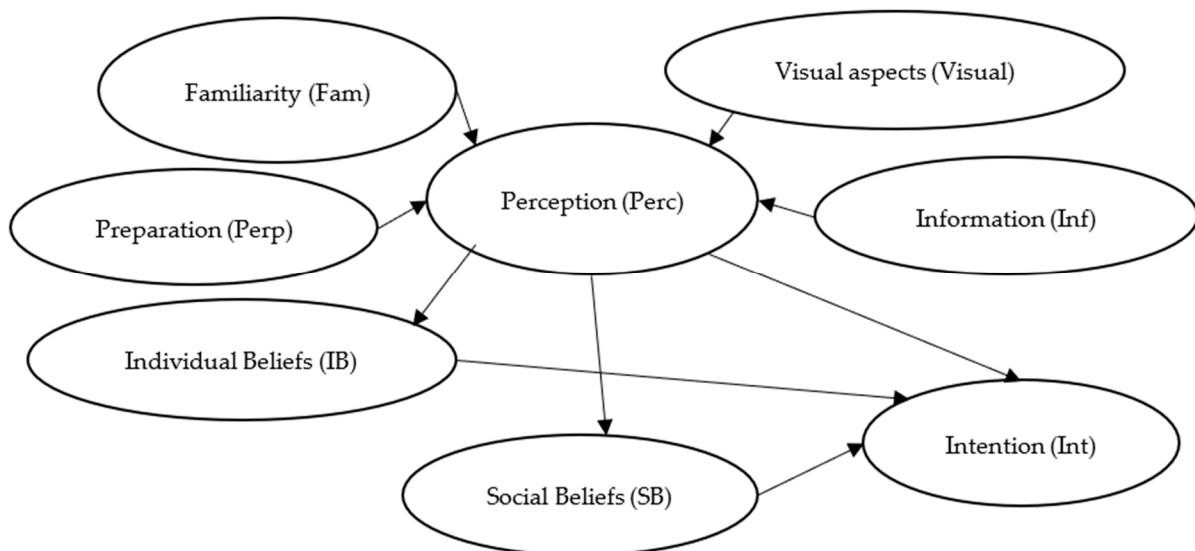 Familiarity (Fam)
Visual aspects (Visual)
Perception (Perc)
Preparation (Perp)
Information (Inf)
Individual Beliefs (IB)
Intention (Int)
Social Beliefs (SB)